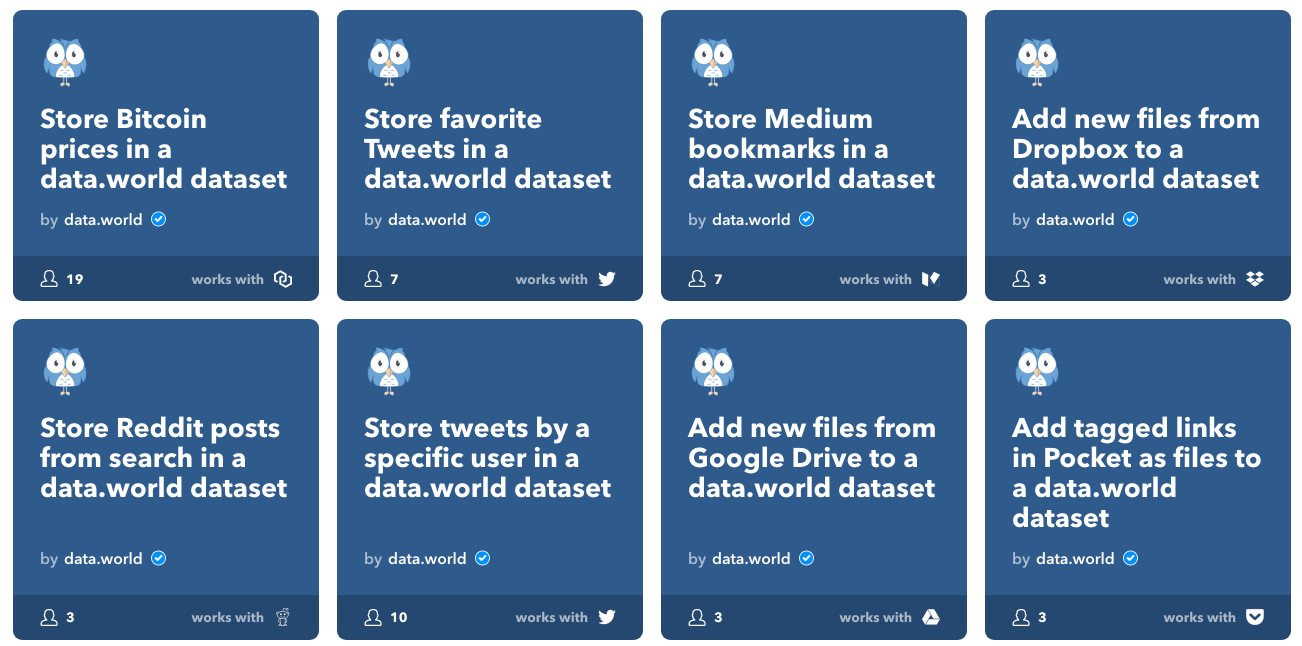 Store Bitcoin
prices in a
data.world dataset
by data.world
19 works with
Store favorite
Tweets in a
data.world dataset
by data.world
7 works with
Store Medium
bookmarks in a
data.world dataset
by data.world
7 works with
Add new files from
Dropbox to a
data.world dataset
by data.world
3 works with
Store Reddit posts
from search in a
data.world dataset
by data.world
3 works with
Store tweets by a
specific user in a
data.world dataset
by data.world
10 works with
Add new files from
Google Drive to a
data.world dataset
by data.world
3 works with
Add tagged links
in Pocket as files to
a data.world
dataset
by data.world
3 works with